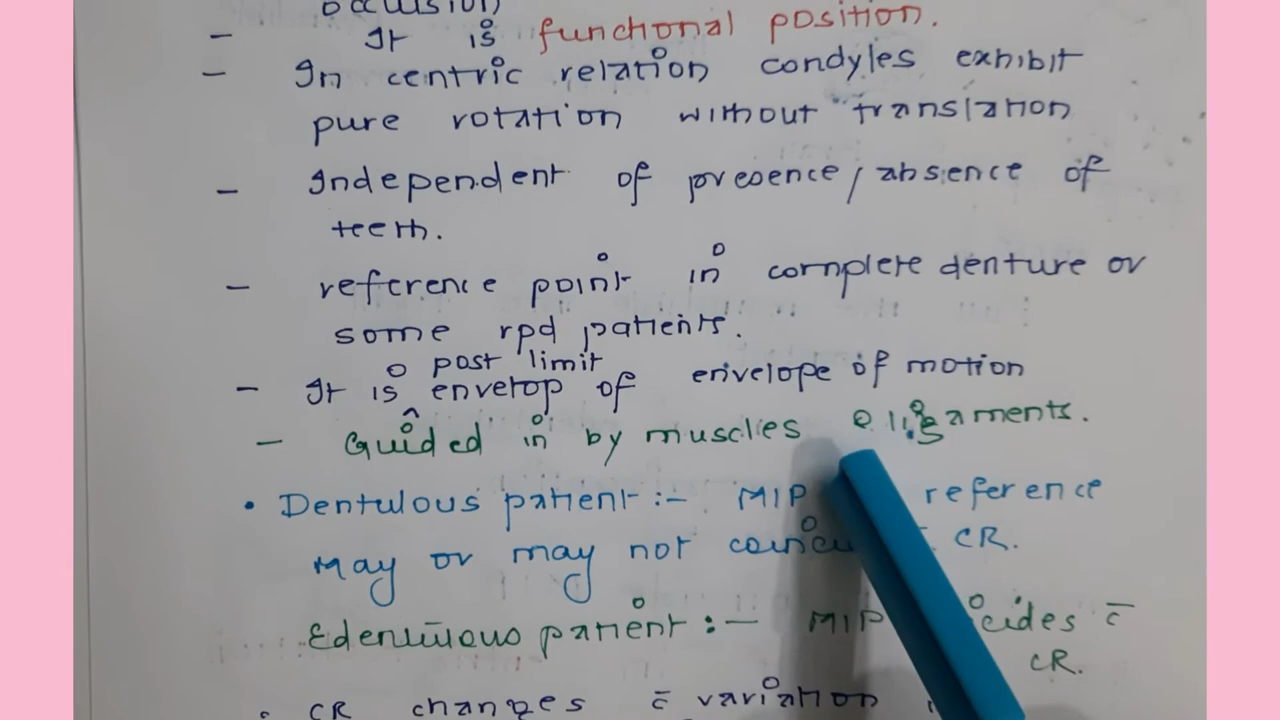 occlusion
- It is functional position.
- In centric relation condyles exhibit
pure rotation without translation
- Independent of presence / absence of
teeth.
- reference point in complete denture or
some rpd patients.
post limit
- It is envelop of envelope of motion
- Guided in by muscles ligaments.
• Dentulous patient :- MIP reference
May or may not CR.
Edentulous patient :- MIP cides c̄
CR.
• CR changes c̄ variation